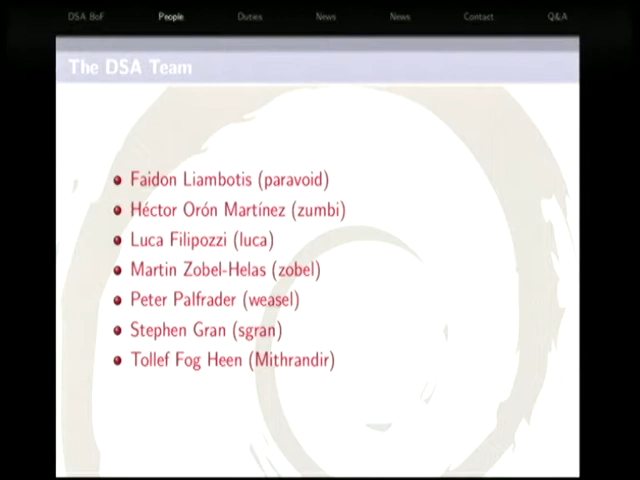 DSA BoF People Duties News News Contact Q&A
The DSA Team
Faidon Liambotis (paravoid)
Héctor Orón Martínez (zumbi)
Luca Filipozzi (luca)
Martin Zobel-Helas (zobel)
Peter Palfrader (weasel)
Stephen Gran (sgran)
Tollef Fog Heen (Mithrandir)